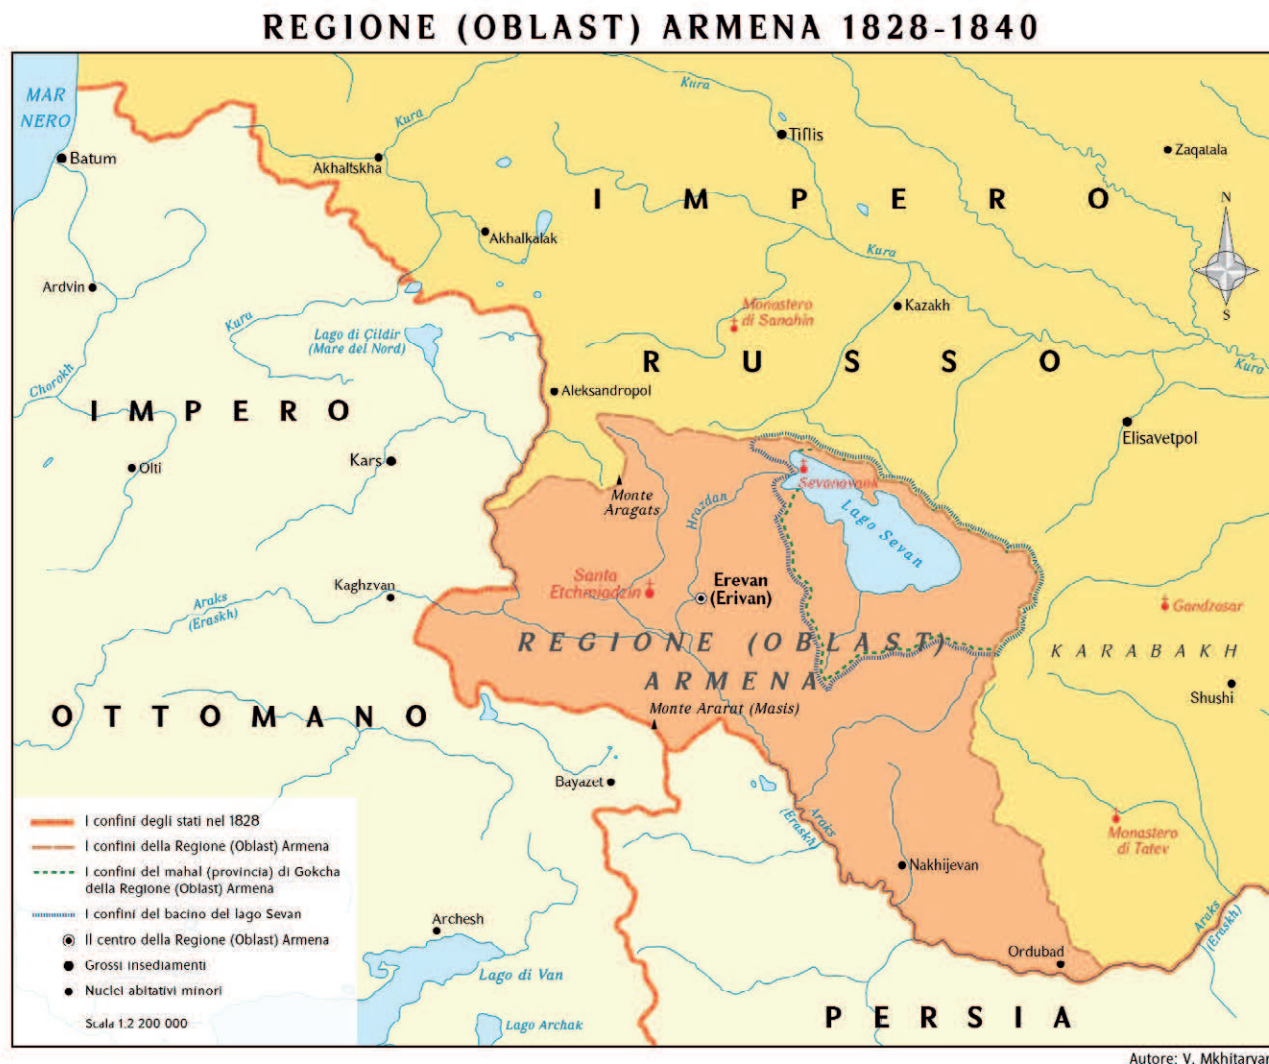 REGIONE (OBLAST) ARMENA 1828-1840
MAR
NERO
Batum
Kura
Akhaltskha
Kura
Tiflis
Zaqatala
I M P E R O
N
S
Akhalkalak
Kura
Ardvin
Kura
Lago di Çildir
(Mare del Nord)
Monastero
di Sanahin
Kazakh
R U S S O
Kura
Chorokh
Aleksandropol
I M P E R O
Elisavetpol
Olti
Kars
Monte
Aragats
Hrazdan
Sevanavank
Lago Sevan
Kaghzvan
Araks
(Eraskh)
Santa
Etchmiadzin
Erevan
(Erivan)
Gandzasar
REGIONE (OBLAST)
ARMENA
KARABAKH
Shushi
O T T O M A N O
Monte Ararat (Masis)
Bayazet
Araks
(Eraskh)
Monastero
di Tatev
Nakhijevan
I confini degli stati nel 1828
I confini della Regione (Oblast) Armena
I confini del mahal (provincia) di Gokcha
della Regione (Oblast) Armena
I confini del bacino del lago Sevan
Il centro della Regione (Oblast) Armena
Grossi insediamenti
Nuclei abitativi minori
Scala 1:2 200 000
Archesh
Lago di Van
Lago Archak
Ordubad
Araks
(Eraskh)
P E R S I A
Autore: V. Mkhitaryan